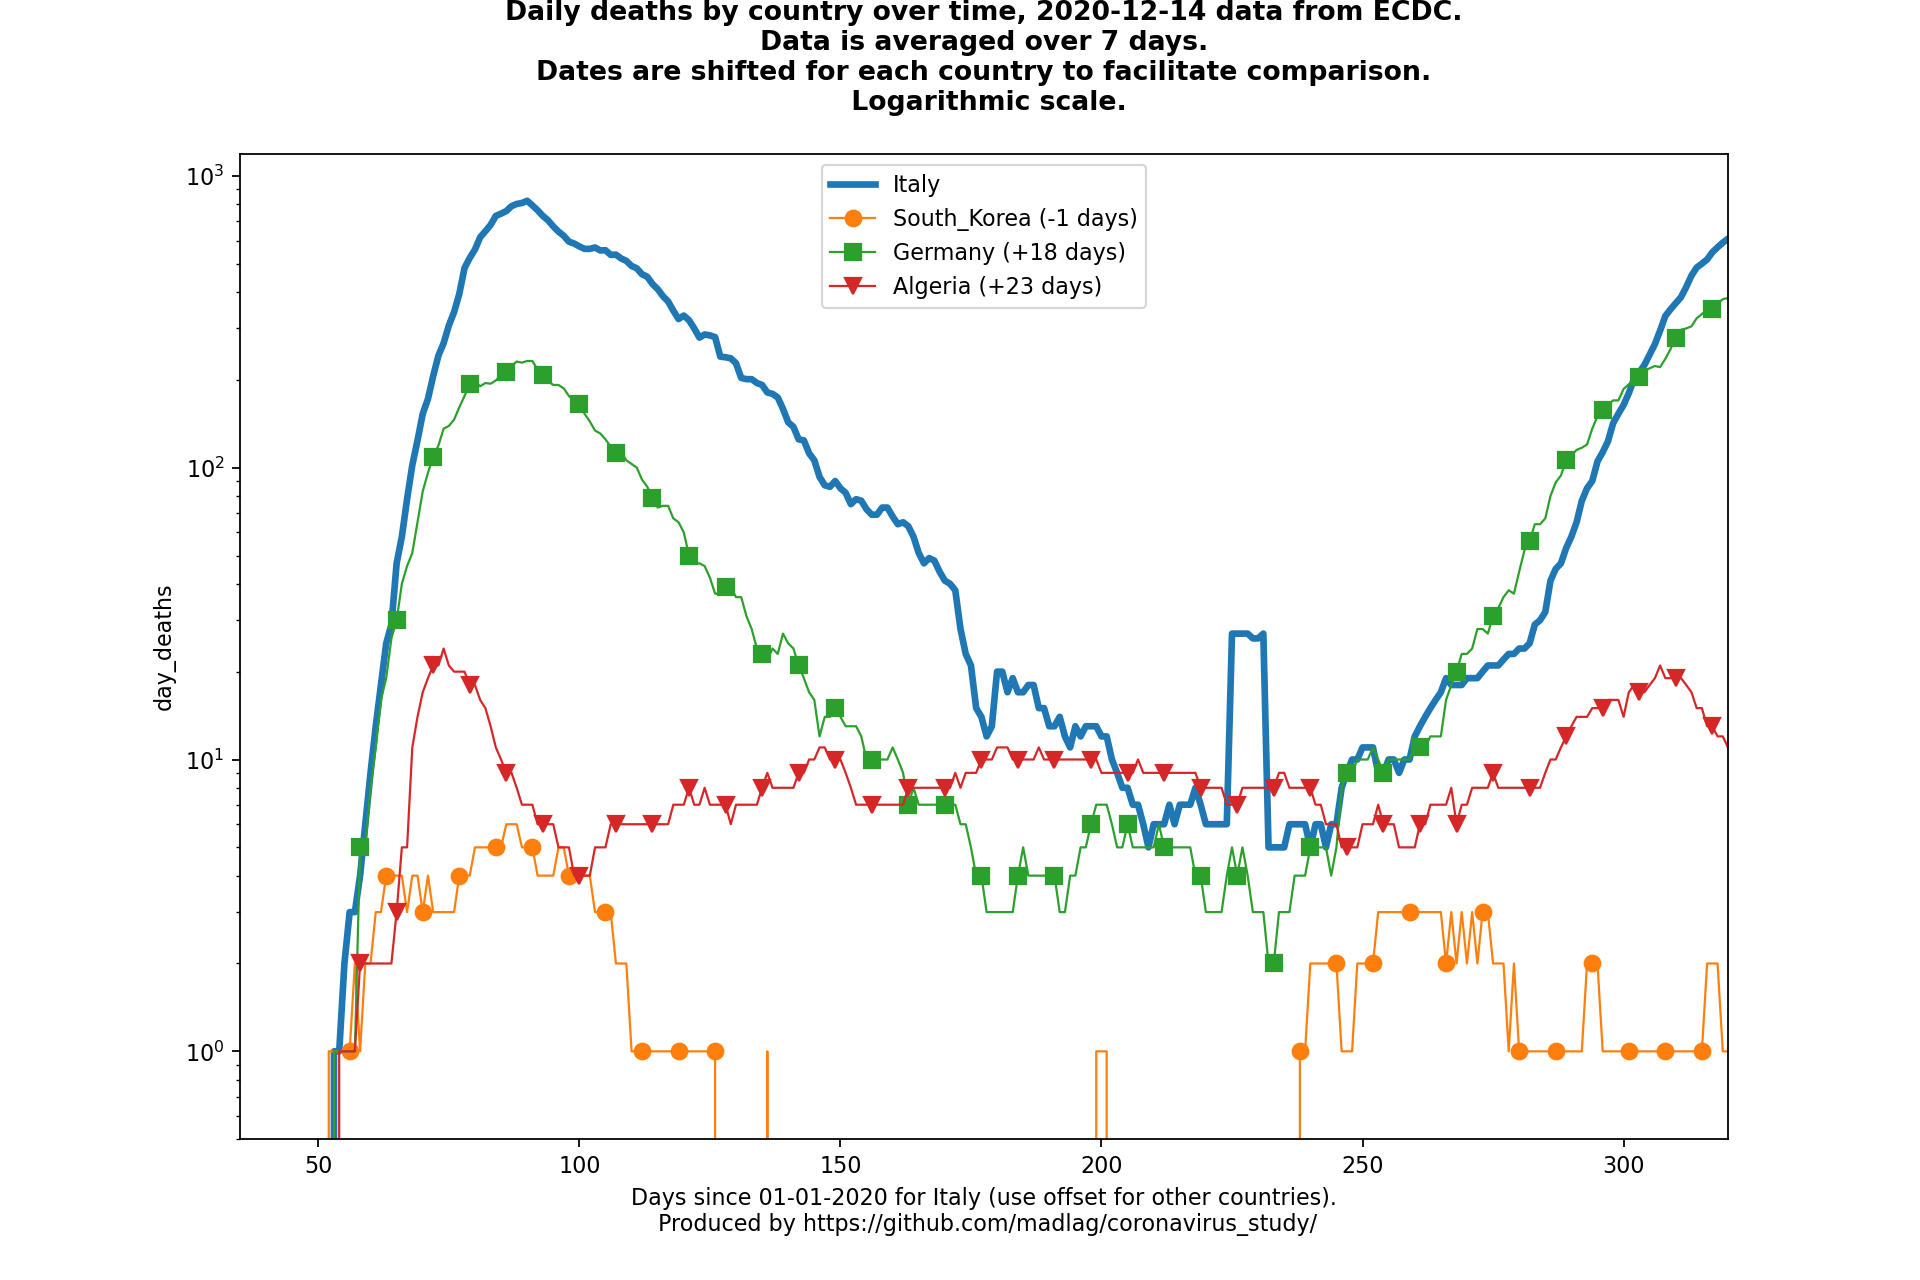 Daily deaths by country over time, 2020-12-14 data from ECDC.
Data is averaged over 7 days.
Dates are shifted for each country to facilitate comparison.
Logarithmic scale.
Italy
South_Korea (-1 days)
Germany (+18 days)
Algeria (+23 days)
day_deaths
10³
10²
10¹
10⁰
50 100 150 200 250 300
Days since 01-01-2020 for Italy (use offset for other countries).
Produced by https://github.com/madlag/coronavirus_study/